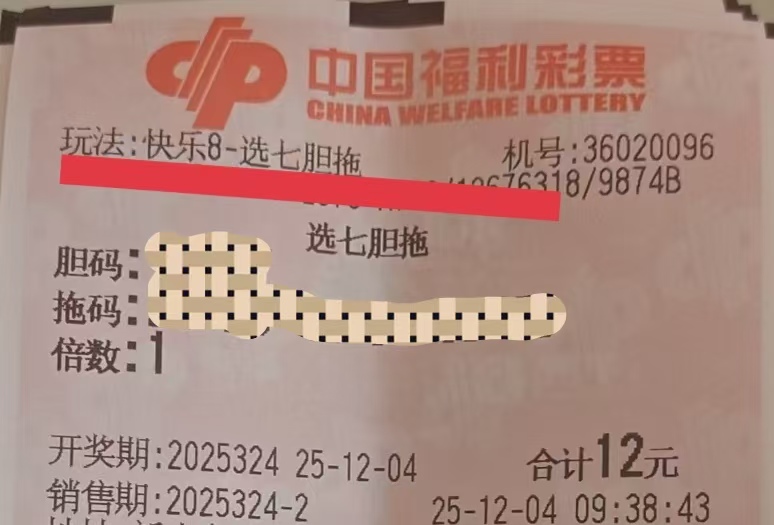 中国福利彩票
CHINA WELFARE LOTTERY
玩法:快乐8-选七胆拖
机号:36020096
18/9874B
选七胆拖
胆码:
拖码:
倍数:1
开奖期:2025324 25-12-04
合计12元
销售期:2025324-2
25-12-04 09:38:43